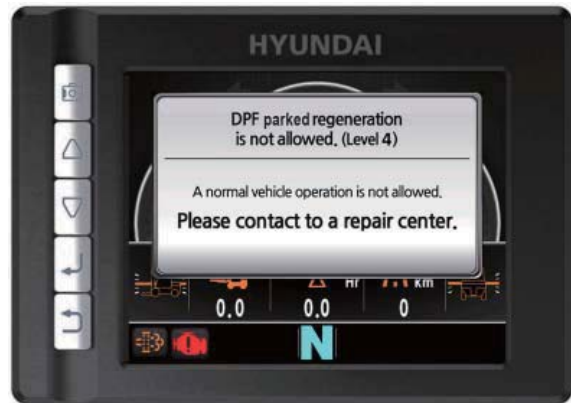 HYUNDAI
DPF parked regeneration
is not allowed. (Level 4)
A normal vehicle operation is not allowed.
Please contact to a repair center.
Hr km
0.0 0.0 0
N